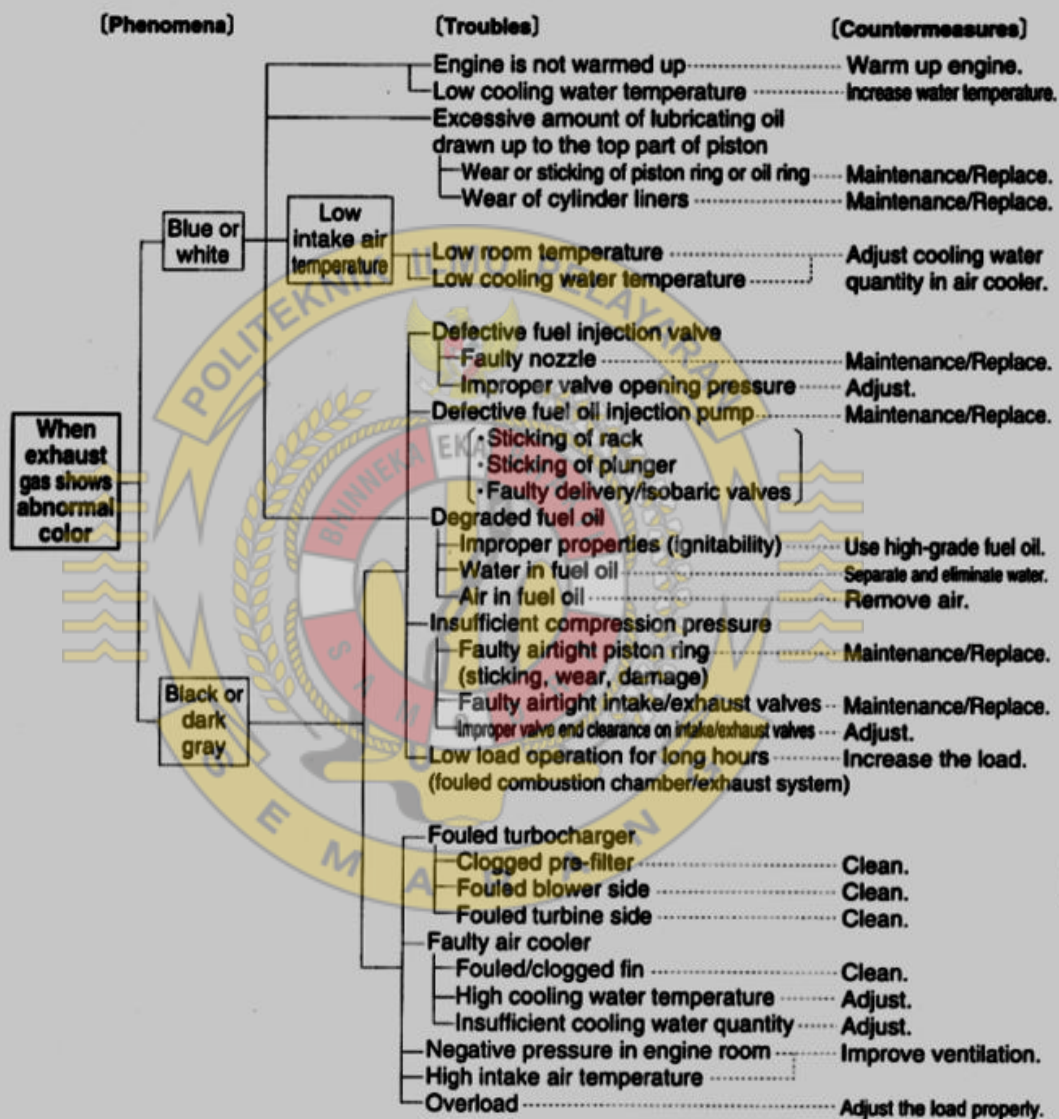 [Phenomena] [Troubles] [Countermeasures]
Engine is not warmed up Warm up engine.
Low cooling water temperature Increase water temperature.
Excessive amount of lubricating oil
drawn up to the top part of piston
Wear or sticking of piston ring or oil ring Maintenance/Replace.
Wear of cylinder liners Maintenance/Replace.
Blue or
white
Low
intake air
temperature
Low room temperature Adjust cooling water
Low cooling water temperature quantity in air cooler.
Defective fuel injection valve
Faulty nozzle Maintenance/Replace.
Improper valve opening pressure Adjust.
Defective fuel oil injection pump Maintenance/Replace.
· Sticking of rack
· Sticking of plunger
· Faulty delivery/isobaric valves
When
exhaust
gas shows
abnormal
color
Degraded fuel oil
Improper properties (ignitability) Use high-grade fuel oil.
Water in fuel oil Separate and eliminate water.
Air in fuel oil Remove air.
Insufficient compression pressure
Faulty airtight piston ring Maintenance/Replace.
(sticking, wear, damage)
Faulty airtight intake/exhaust valves Maintenance/Replace.
Improper valve end clearance on intake/exhaust valves Adjust.
Black or
dark
gray
Low load operation for long hours Increase the load.
(fouled combustion chamber/exhaust system)
Fouled turbocharger
Clogged pre-filter Clean.
Fouled blower side Clean.
Fouled turbine side Clean.
Faulty air cooler
Fouled/clogged fin Clean.
High cooling water temperature Adjust.
Insufficient cooling water quantity Adjust.
Negative pressure in engine room Improve ventilation.
High intake air temperature
Overload Adjust the load properly.
POLITEKNIK ILMU PELAYARAN
SEMARANG
BHINNEKA EKA